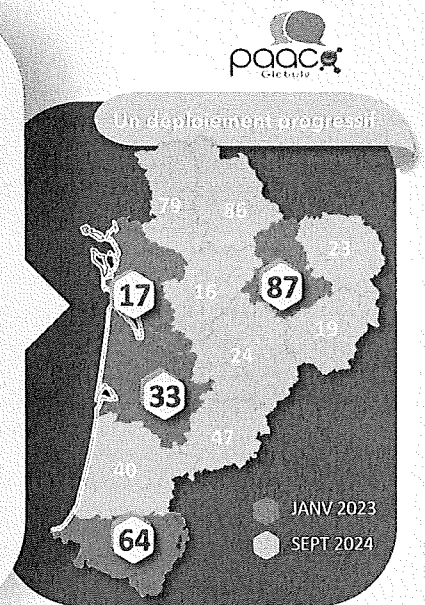 paaco
Globule
Un déploiement progressif
79
86
23
17
16
87
19
24
33
47
40
64
JANV 2023
SEPT 2024